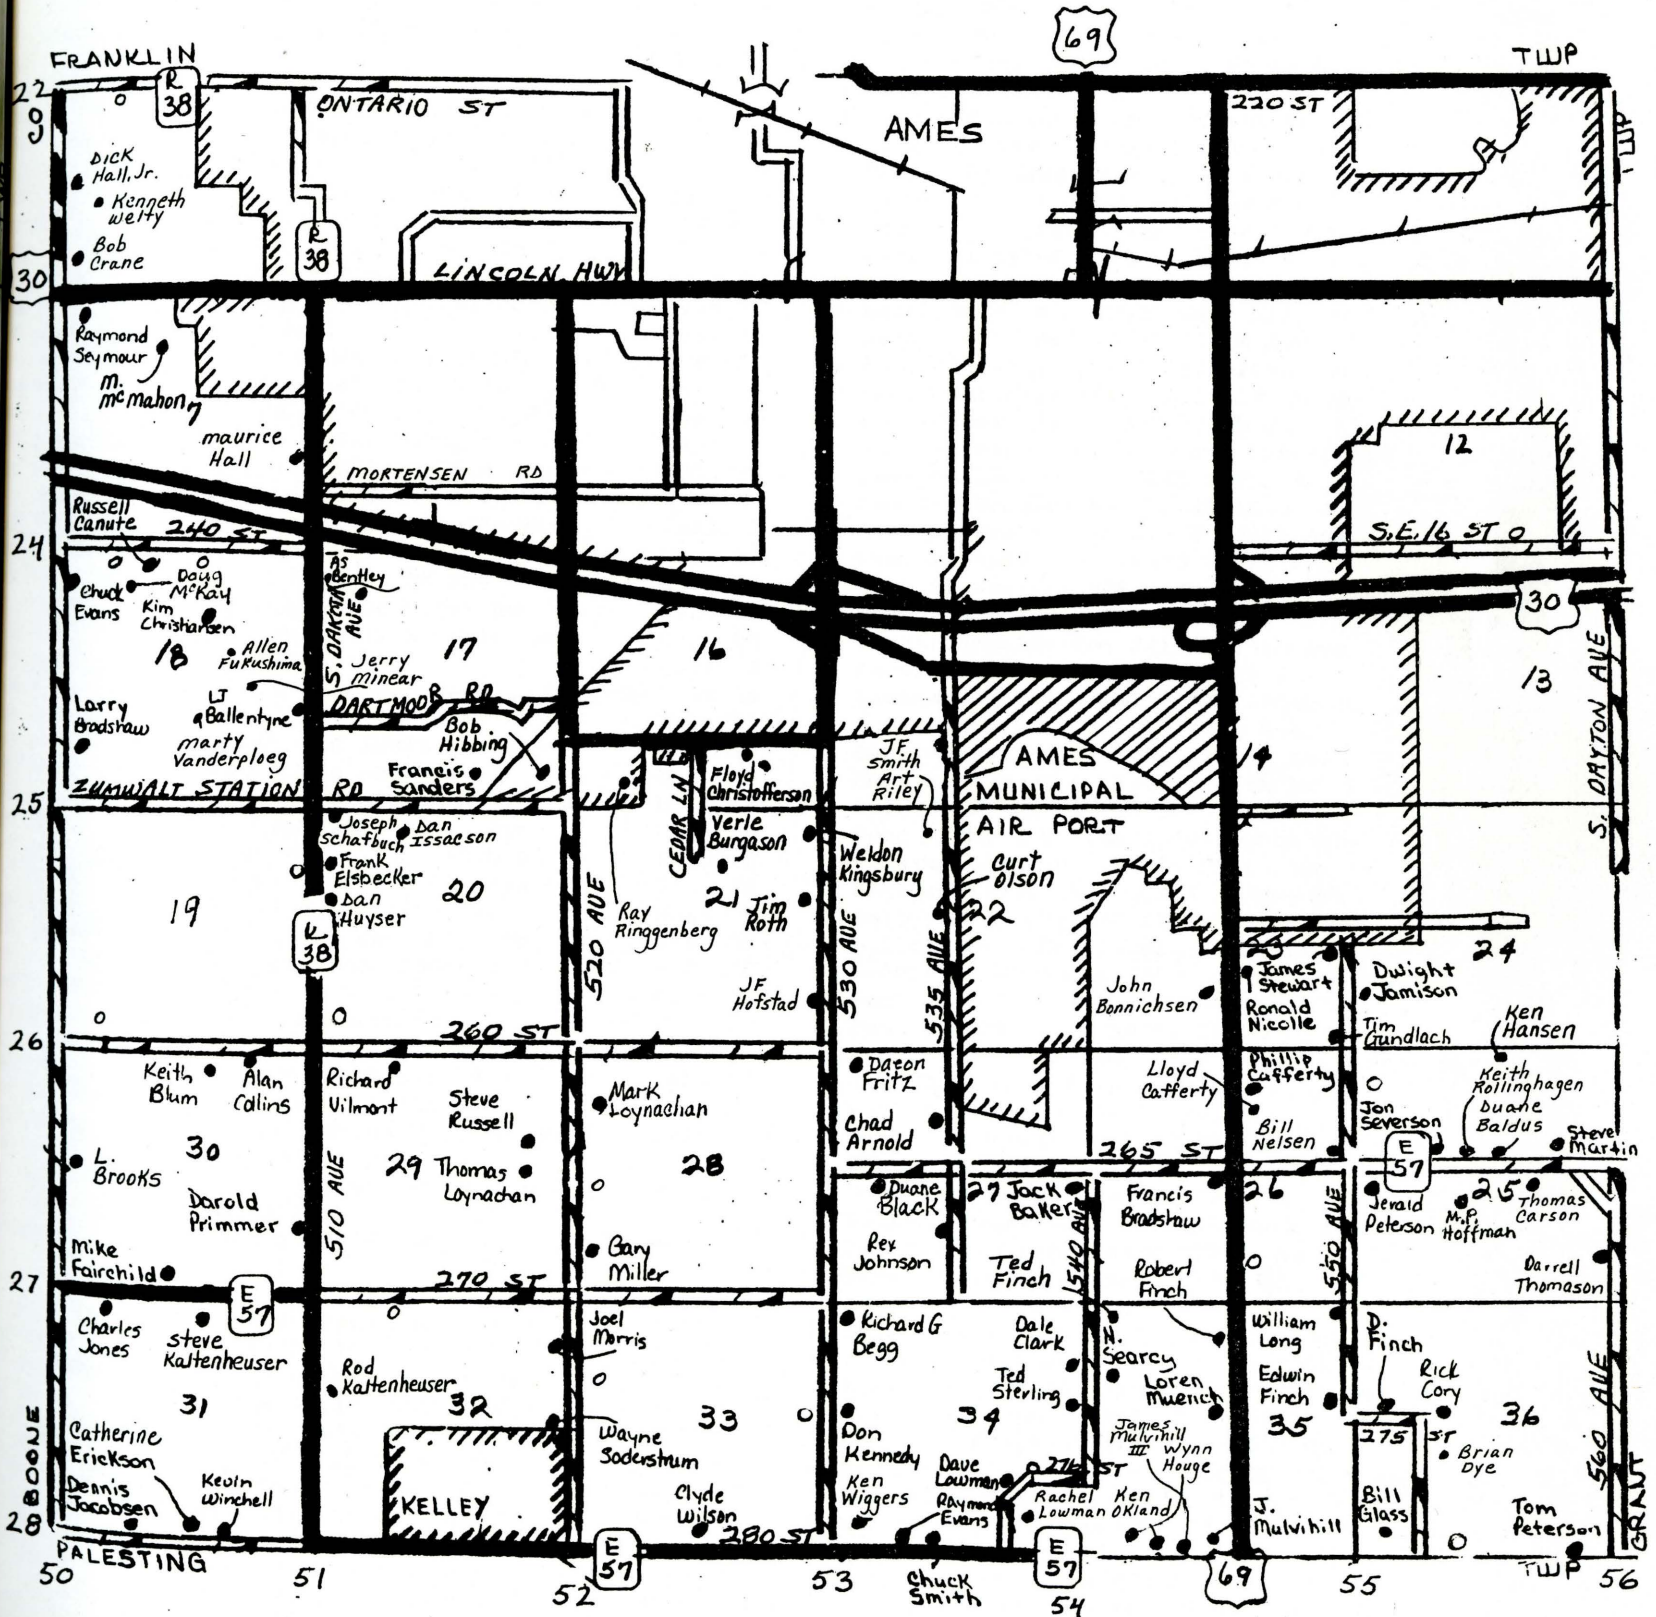 69
FRANKLIN
TWP
R
38
220
ONTARIO ST
AMES
220 ST
TWP
Dick
Hall, Jr.
Kenneth
Welty
Bob
Crane
R
38
30
LINCOLN HWY
Raymond
Seymour
M.
McMahon
7
Maurice
Hall
12
MORTENSEN RD
Russell
Canute
240 ST
S.E. 16 ST
24
Chuck
Evans
Doug
McKay
Kim
Christiansen
AS
Bentley
S. DAKOTA
AVE
30
18
Allen
Fukushima
17
16
Jerry
Minear
13
S. DAYTON AVE
DARTMOOR RD
Larry
Bradshaw
LJ
Ballentyne
Marty
Vanderploeg
Bob
Hibbing
JF
Smith
Art
Riley
14
AMES
MUNICIPAL
AIR PORT
Francis
Sanders
Floyd
Christofferson
ZUMWALT STATION RD
25
CEDAR LN
Joseph
Schafbuch
Dan
Issacson
Verle
Burgason
Weldon
Kingsbury
Frank
Elsbecker
Curt
Olson
Dan
Huyser
19
20
21
Jim
Roth
22
Ray
Ringgenberg
R
38
520 AVE
530 AVE
535 AVE
23
24
James
Stewart
Dwight
Jamison
John
Bonnichsen
Ronald
Nicolle
JF
Hofstad
Ken
Hansen
26
260 ST
Tim
Gundlach
Keith
Blum
Alan
Collins
Richard
Vilmont
Daeon
Fritz
Lloyd
Cafferty
Phillip
Cafferty
Keith
Rollinghagen
Steve
Russell
Mark
Loynachan
Duane
Baldus
Chad
Arnold
Bill
Nelsen
Jon
Severson
Steve
Martin
30
29
28
265 ST
E
57
L.
Brooks
Thomas
Loynachan
Duane
Black
27
Jack
Baker
Francis
Bradshaw
26
25
Jerald
Peterson
M.P.
Hoffman
Thomas
Carson
Darold
Primmer
510 AVE
540 AVE
550 AVE
Mike
Fairchild
Gary
Miller
Rex
Johnson
Ted
Finch
Robert
Finch
Darrell
Thomason
27
E
57
270 ST
Charles
Jones
Steve
Kaltenheuser
Joel
Morris
Richard G
Begg
Dale
Clark
N.
Searcy
William
Long
D.
Finch
Rod
Kaltenheuser
Ted
Sterling
Loren
Muench
Edwin
Finch
Rick
Cory
560 AVE
31
32
33
34
35
36
Catherine
Erickson
Wayne
Soderstrum
Don
Kennedy
James
Mulvihill
III
Wynn
Houge
275 ST
Brian
Dye
BOONE
Dennis
Jacobsen
Kevin
Winchell
KELLEY
Clyde
Wilson
Ken
Wiggers
Dave
Lowman
276 ST
Raymond
Evans
Rachel
Lowman
Ken
Okland
J.
Mulvihill
Bill
Glass
Tom
Peterson
GRANT
28
280 ST
PALESTING
E
57
Chuck
Smith
E
57
69
TWP
50
51
52
53
54
55
56